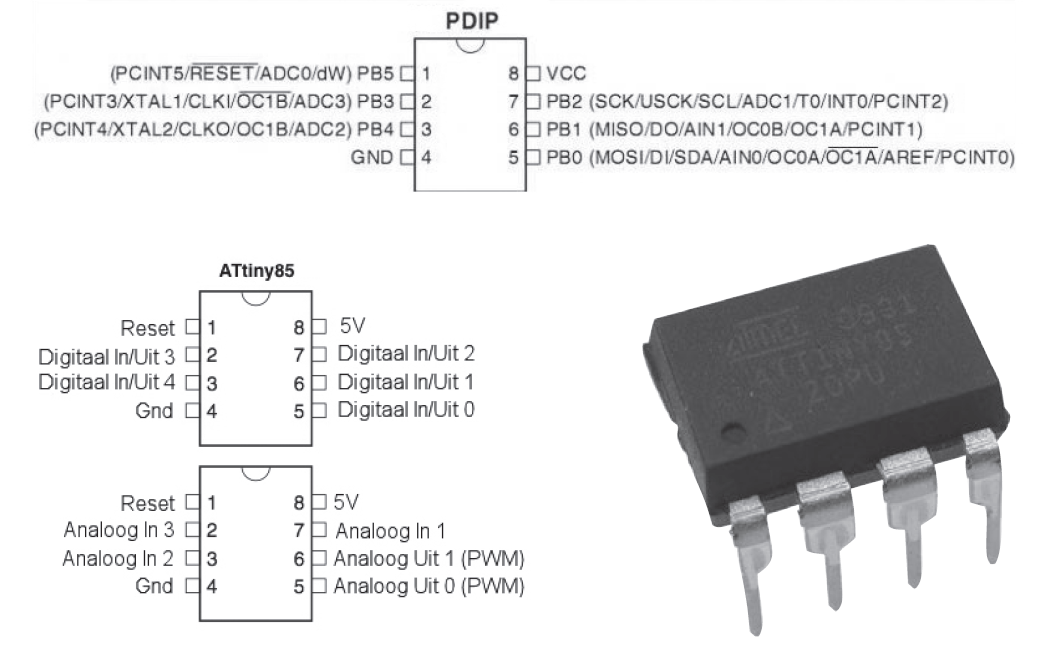 PDIP
(PCINT5/RESET/ADC0/dW) PB5 1 8 VCC
(PCINT3/XTAL1/CLKI/OC1B/ADC3) PB3 2 7 PB2 (SCK/USCK/SCL/ADC1/T0/INT0/PCINT2)
(PCINT4/XTAL2/CLKO/OC1B/ADC2) PB4 3 6 PB1 (MISO/DO/AIN1/OC0B/OC1A/PCINT1)
GND 4 5 PB0 (MOSI/DI/SDA/AIN0/OC0A/OC1A/AREF/PCINT0)
ATtiny85
Reset 1 8 5V
Digitaal In/Uit 3 2 7 Digitaal In/Uit 2
Digitaal In/Uit 4 3 6 Digitaal In/Uit 1
Gnd 4 5 Digitaal In/Uit 0
Reset 1 8 5V
Analoog In 3 2 7 Analoog In 1
Analoog In 2 3 6 Analoog Uit 1 (PWM)
Gnd 4 5 Analoog Uit 0 (PWM)
ATMEL
ATTINY85
20PU